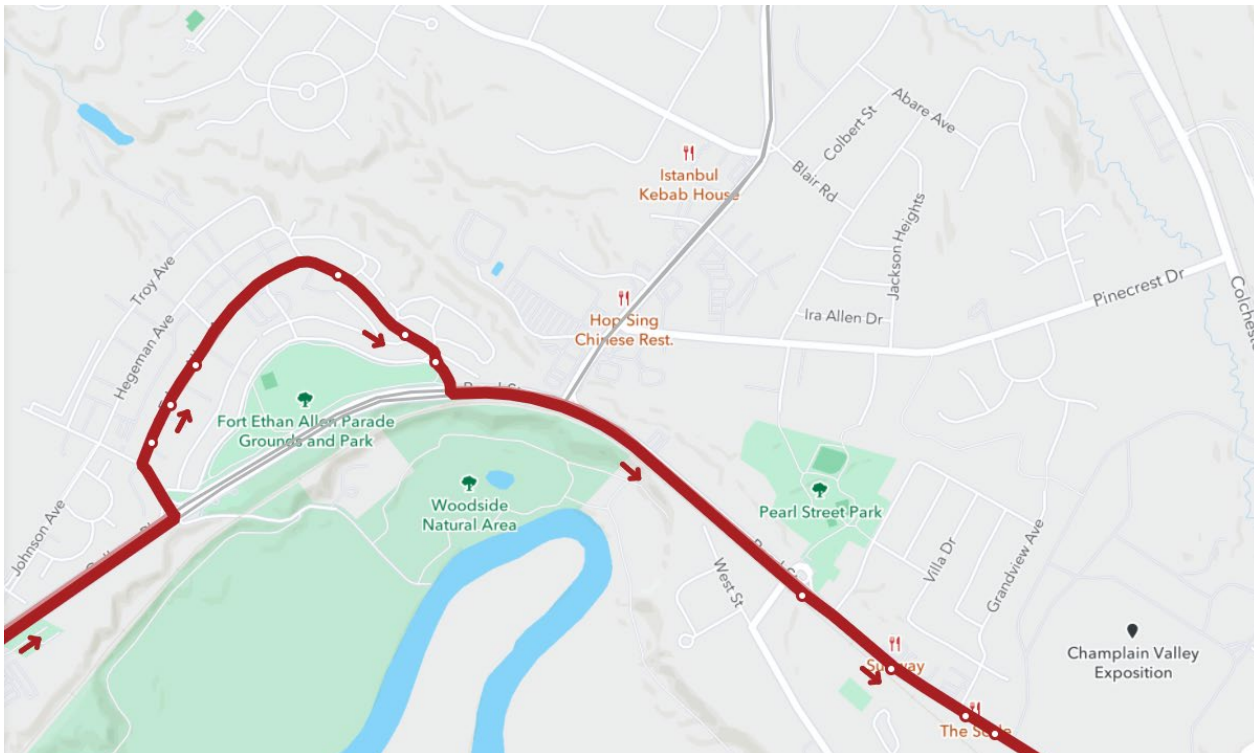 Abare Ave
Colbert St
Istanbul
Kebab House
Blair Rd
Jackson Heights
Troy Ave
Pinecrest Dr
Hop Sing
Chinese Rest.
Ira Allen Dr
Hegeman Ave
Fort Ethan Allen Parade
Grounds and Park
Woodside
Natural Area
Pearl Street Park
Johnson Ave
West St
Villa Dr
Grandview Ave
Champlain Valley
Exposition